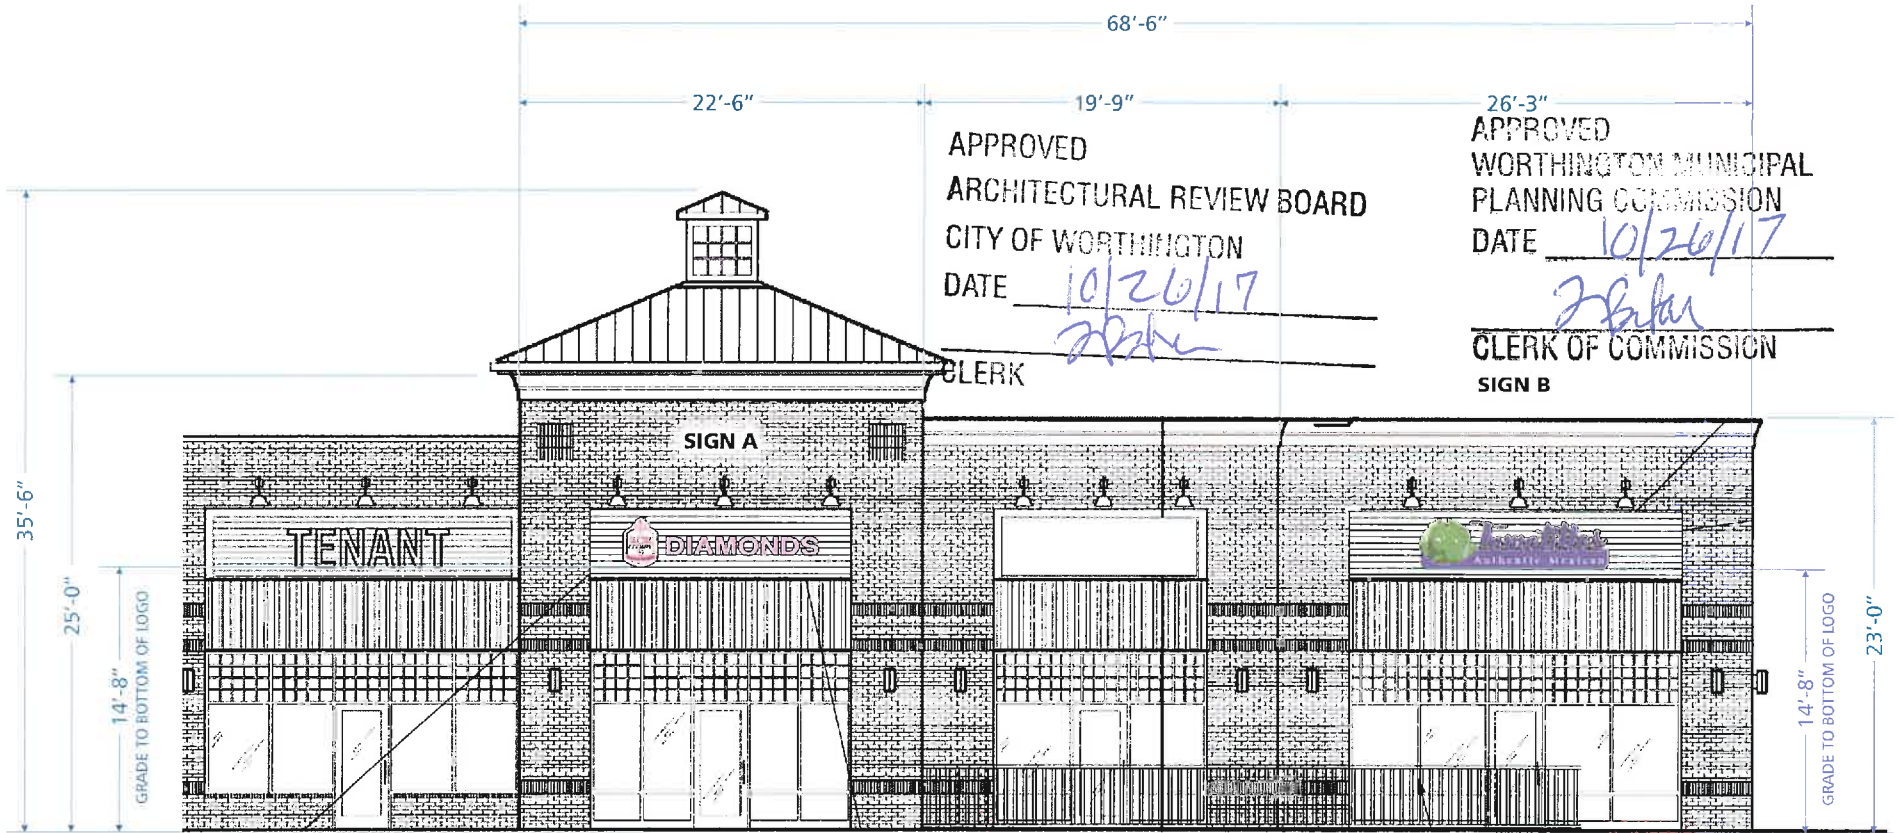 68'-6"
22'-6"
19'-9"
26'-3"
APPROVED
ARCHITECTURAL REVIEW BOARD
CITY OF WORTHINGTON
DATE 10/26/17
CLERK
APPROVED
WORTHINGTON MUNICIPAL
PLANNING COMMISSION
DATE 10/26/17
CLERK OF COMMISSION
SIGN B
SIGN A
35'-6"
25'-0"
14'-8"
GRADE TO BOTTOM OF LOGO
TENANT
DIAMONDS
Authentic Mexican
14'-8"
GRADE TO BOTTOM OF LOGO
23'-0"